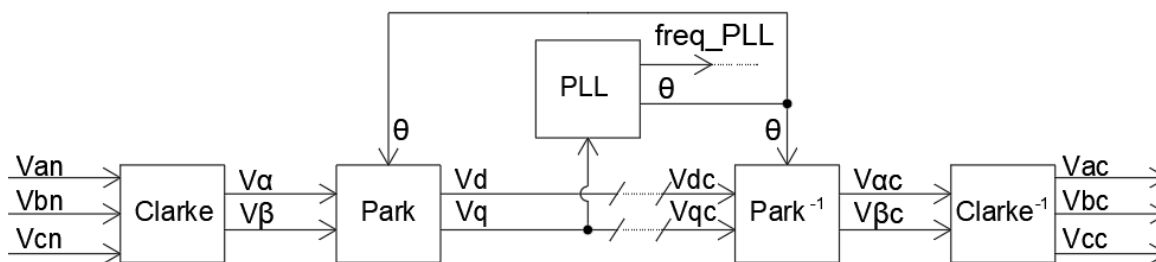 freq_PLL
PLL
θ
θ
θ
Van
Vbn
Vcn
Clarke
Vα
Vβ
Park
Vd
Vq
Vdc
Vqc
Park⁻¹
Vαc
Vβc
Clarke⁻¹
Vac
Vbc
Vcc